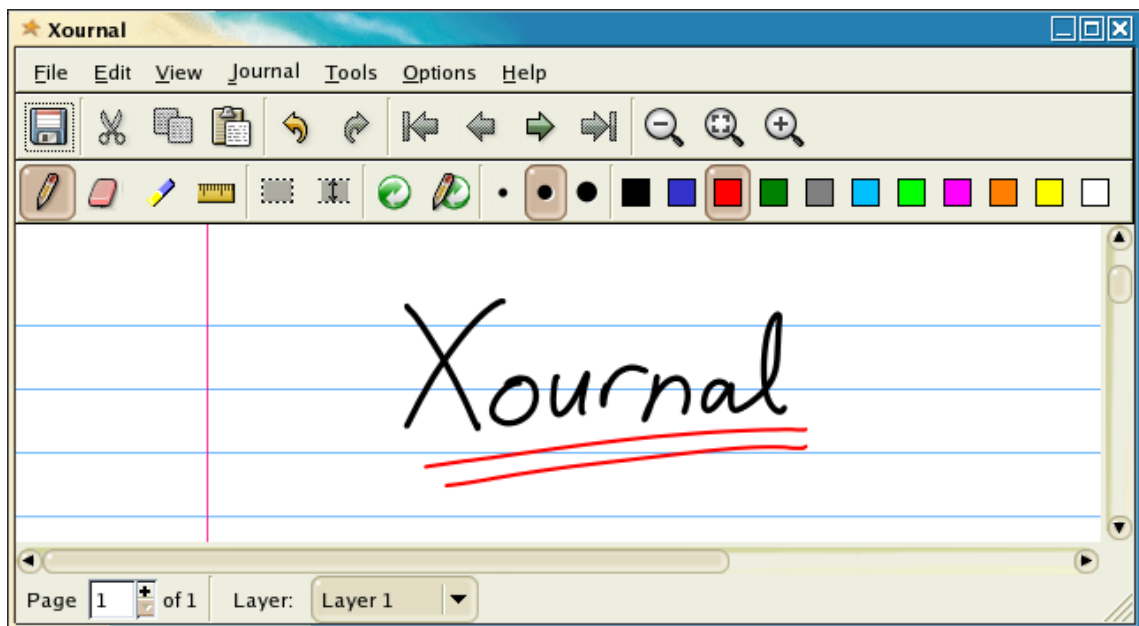 Xournal
File Edit View Journal Tools Options Help
Xournal
Page 1 of 1 Layer: Layer 1